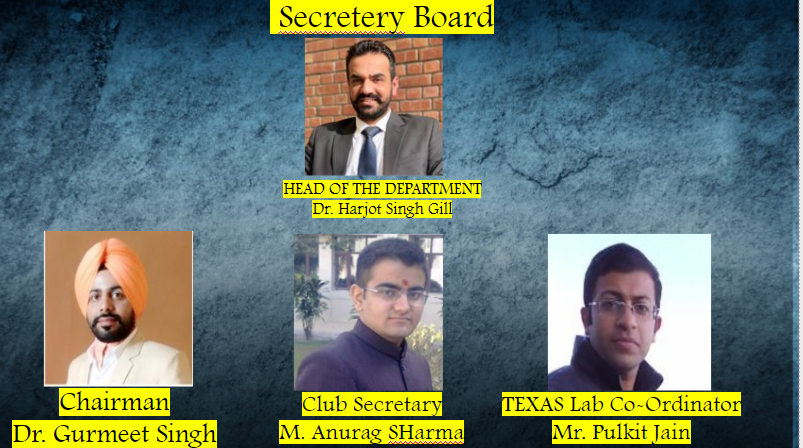 Secretery Board
HEAD OF THE DEPARTMENT
Dr. Harjot Singh Gill
Chairman
Dr. Gurmeet Singh
Club Secretary
M. Anurag SHarma
TEXAS Lab Co-Ordinator
Mr. Pulkit Jain